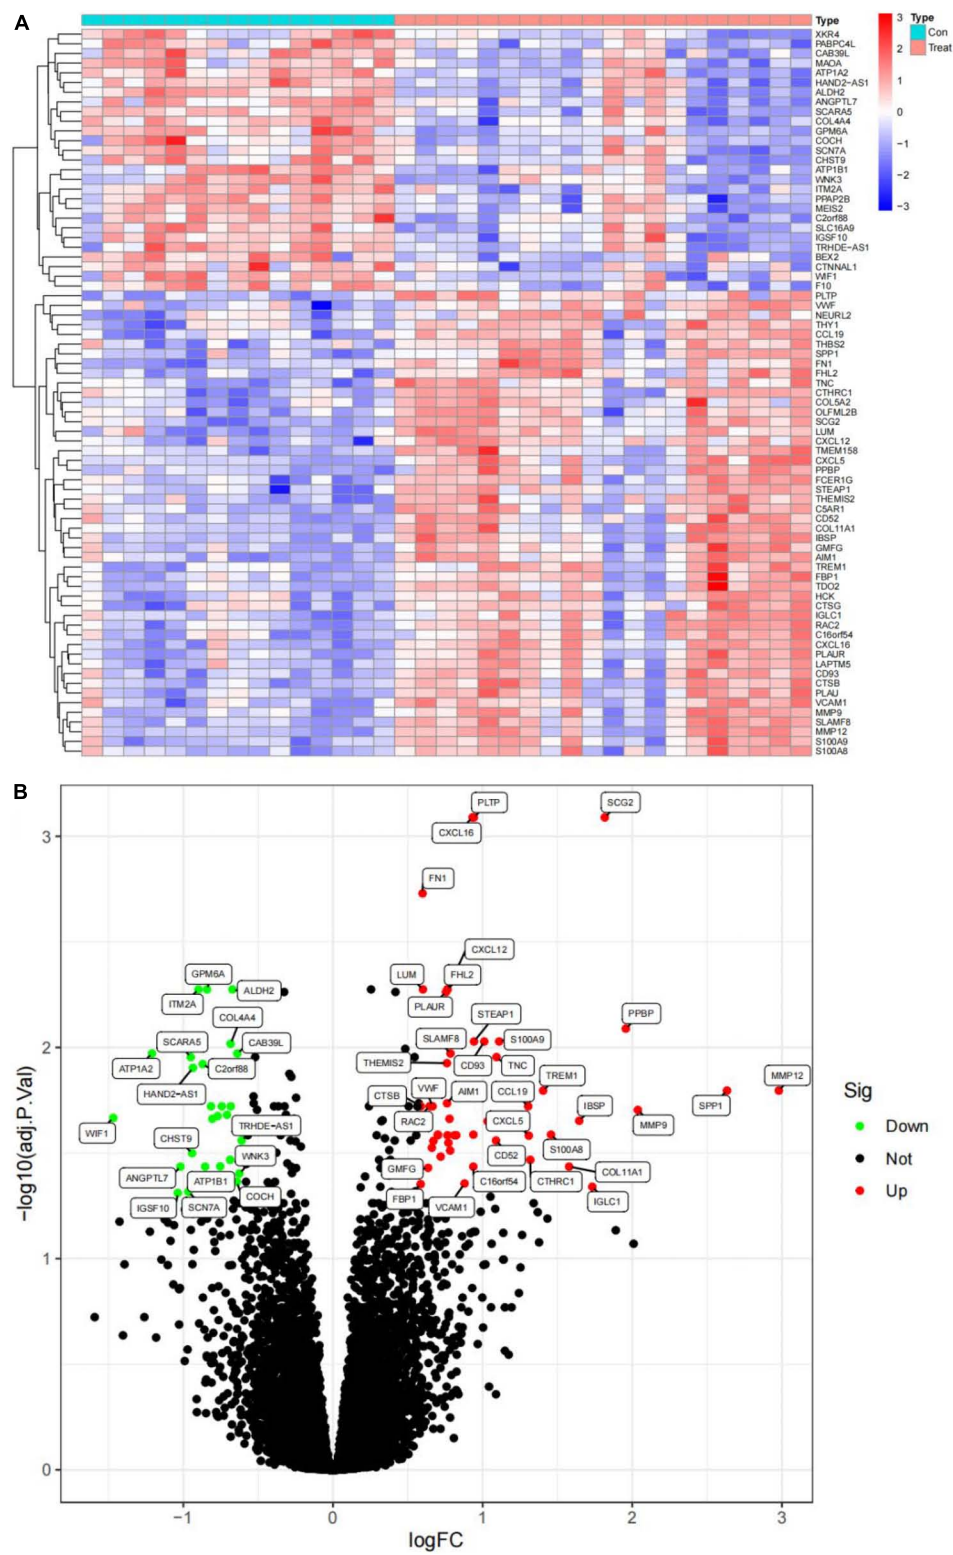 A
Type
XKR4
PABPC4L
CAB39L
MAOA
ATP1A2
HAND2−AS1
ALDH2
ANGPTL7
SCARA5
COL4A4
GPM6A
COCH
SCN7A
CHST9
ATP1B1
WNK3
ITM2A
PPAP2B
MEIS2
C2orf88
SLC16A9
IGSF10
TRHDE−AS1
BEX2
CTNNAL1
WIF1
F10
PLTP
VWF
NEURL2
THY1
CCL19
THBS2
SPP1
FN1
FHL2
TNC
CTHRC1
COL5A2
OLFML2B
SCG2
LUM
CXCL12
TMEM158
CXCL5
PPBP
FCER1G
STEAP1
THEMIS2
C5AR1
CD52
COL11A1
IBSP
GMFG
AIM1
TREM1
FBP1
TDO2
HCK
CTSG
IGLC1
RAC2
C16orf54
CXCL16
PLAUR
LAPTM5
CD93
CTSB
PLAU
VCAM1
MMP9
SLAMF8
MMP12
S100A9
S100A8
3
2
1
0
−1
−2
−3
Type
Con
Treat
B
PLTP
SCG2
CXCL16
3
FN1
CXCL12
GPM6A
LUM
FHL2
ITM2A
ALDH2
PLAUR
COL4A4
STEAP1
PPBP
SCARA5
CAB39L
SLAMF8
S100A9
2
ATP1A2
C2orf88
THEMIS2
CD93
TNC
TREM1
MMP12
HAND2−AS1
CTSB
VWF
AIM1
CCL19
SPP1
IBSP
WIF1
TRHDE−AS1
RAC2
CXCL5
MMP9
CHST9
WNK3
CD52
S100A8
ANGPTL7
ATP1B1
GMFG
C16orf54
CTHRC1
COL11A1
IGSF10
SCN7A
COCH
FBP1
VCAM1
IGLC1
1
0
−log10(adj.P.Val)
−1
0
1
2
3
logFC
Sig
Down
Not
Up